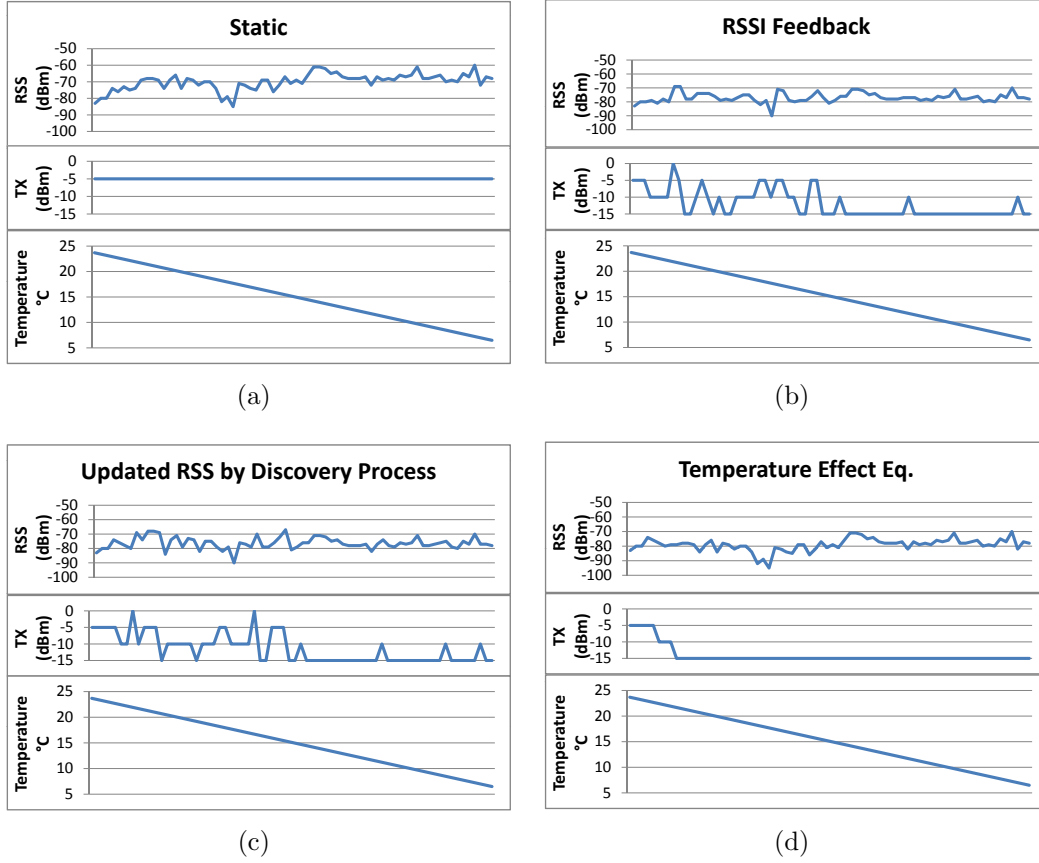 Static
RSS
(dBm)
-50
-60
-70
-80
-90
-100
TX
(dBm)
0
-5
-10
-15
Temperature
°C
25
20
15
10
5
(a)
RSSI Feedback
RSS
(dBm)
-50
-60
-70
-80
-90
-100
TX
(dBm)
0
-5
-10
-15
Temperature
°C
25
20
15
10
5
(b)
Updated RSS by Discovery Process
RSS
(dBm)
-50
-60
-70
-80
-90
-100
TX
(dBm)
0
-5
-10
-15
Temperature
°C
25
20
15
10
5
(c)
Temperature Effect Eq.
RSS
(dBm)
-50
-60
-70
-80
-90
-100
TX
(dBm)
0
-5
-10
-15
Temperature
°C
25
20
15
10
5
(d)